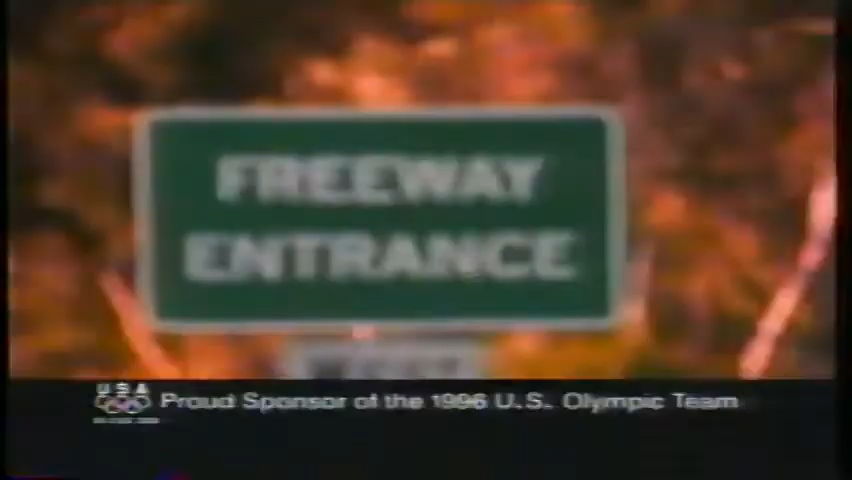 FREEWAY
ENTRANCE
USA
Proud Sponsor of the 1996 U.S. Olympic Team